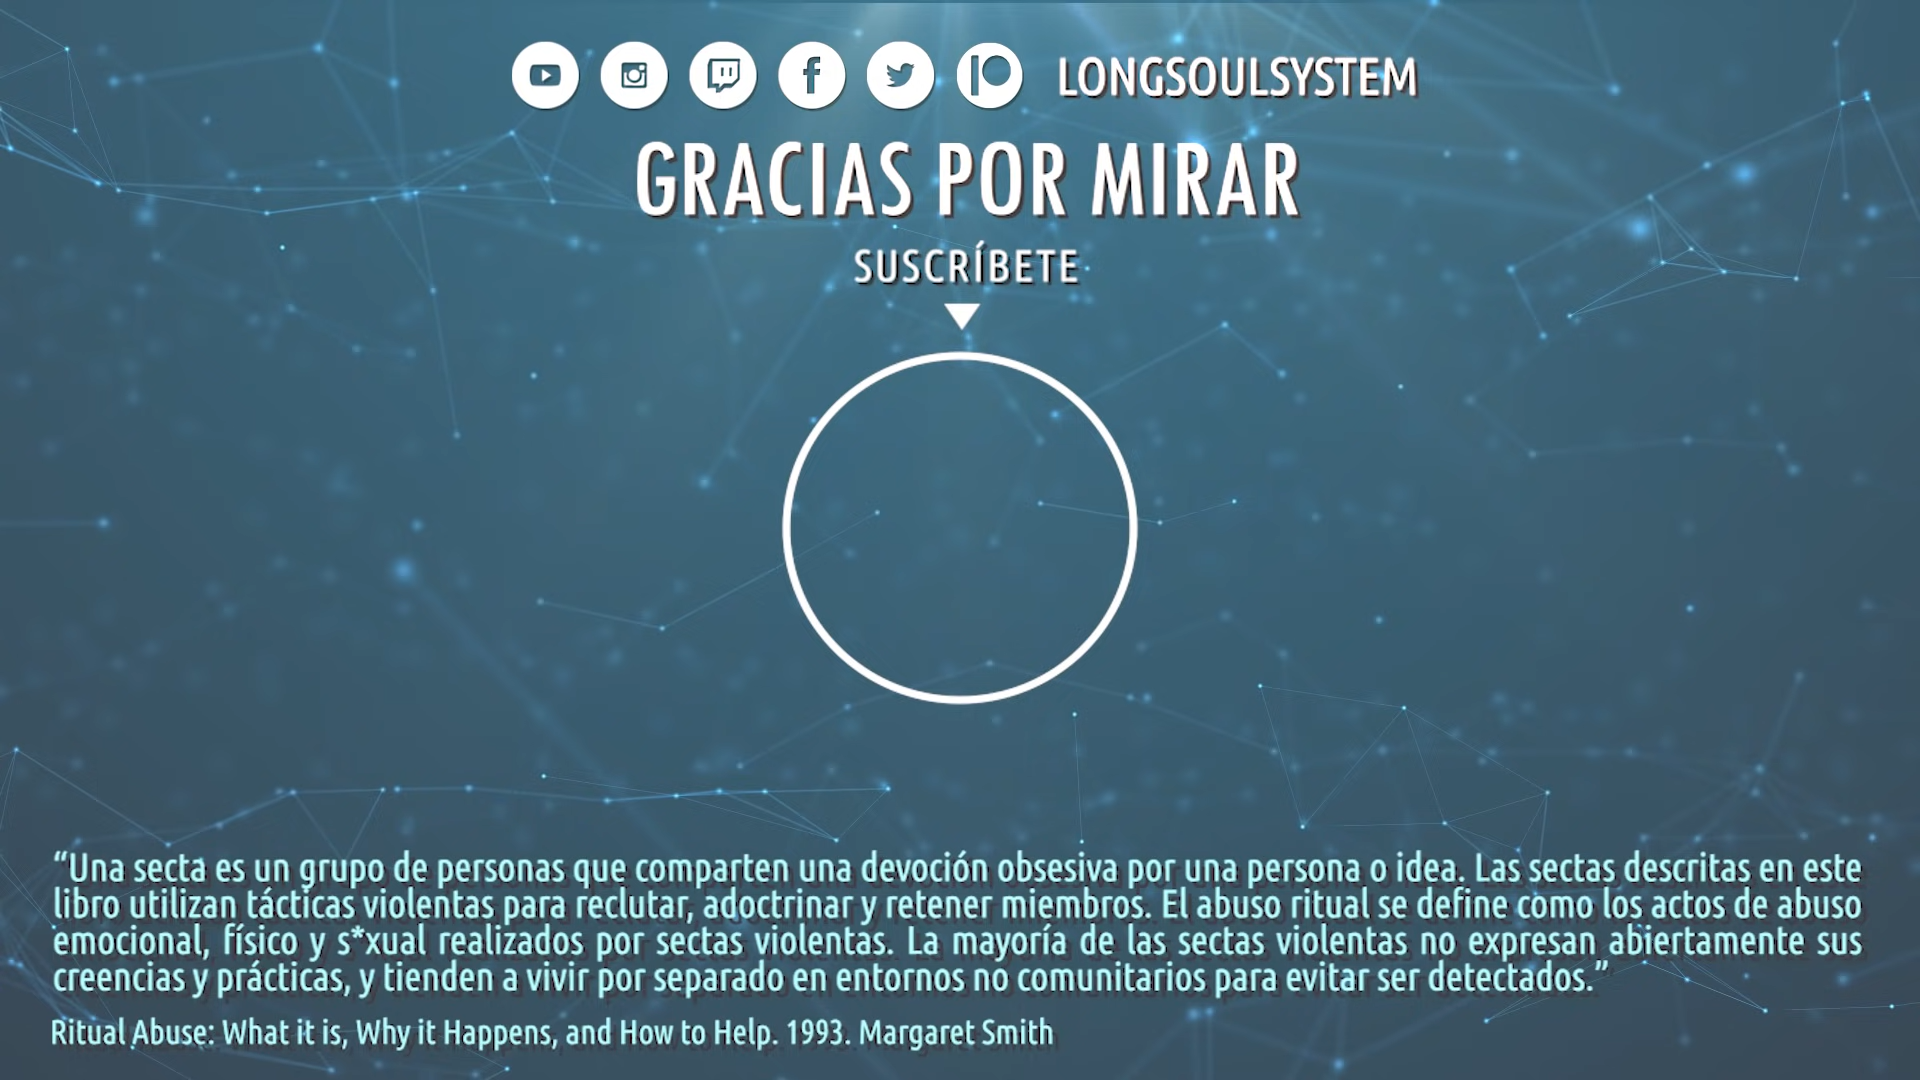 LONGSOULSYSTEM
GRACIAS POR MIRAR
SUSCRÍBETE
“Una secta es un grupo de personas que comparten una devoción obsesiva por una persona o idea. Las sectas descritas en este
libro utilizan tácticas violentas para reclutar, adoctrinar y retener miembros. El abuso ritual se define como los actos de abuso
emocional, físico y s*xual realizados por sectas violentas. La mayoría de las sectas violentas no expresan abiertamente sus
creencias y prácticas, y tienden a vivir por separado en entornos no comunitarios para evitar ser detectados.”
Ritual Abuse: What it is, Why it Happens, and How to Help. 1993. Margaret Smith